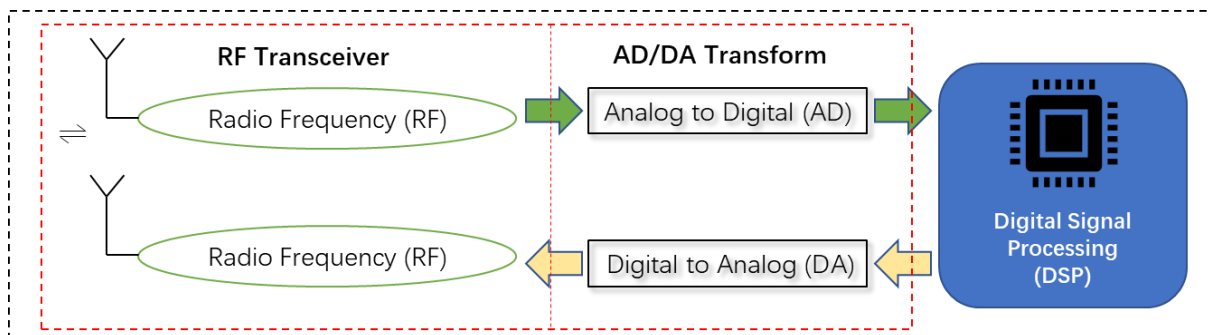 RF Transceiver
AD/DA Transform
Radio Frequency (RF)
Analog to Digital (AD)
Radio Frequency (RF)
Digital to Analog (DA)
Digital Signal
Processing
(DSP)